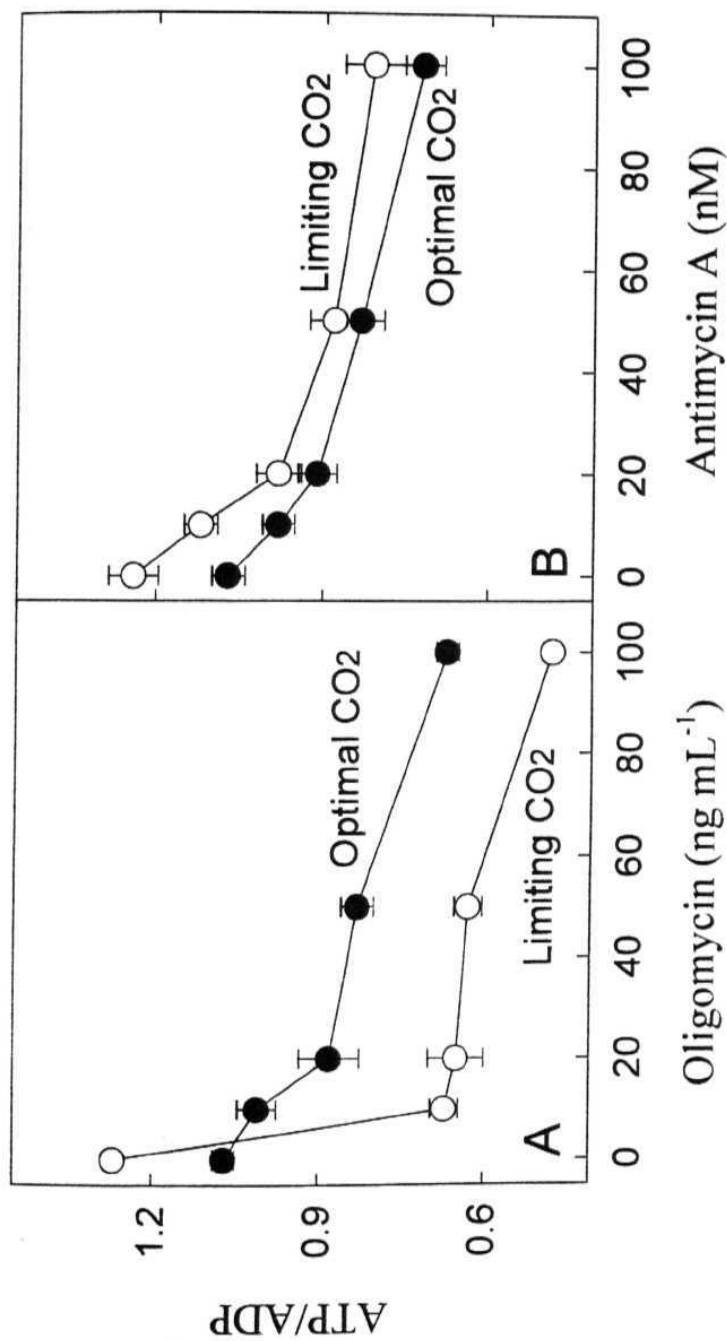 ATP/ADP
1.2
0.9
0.6
A
Optimal CO2
Limiting CO2
0 20 40 60 80 100
Oligomycin (ng mL⁻¹)
B
Limiting CO2
Optimal CO2
0 20 40 60 80 100
Antimycin A (nM)